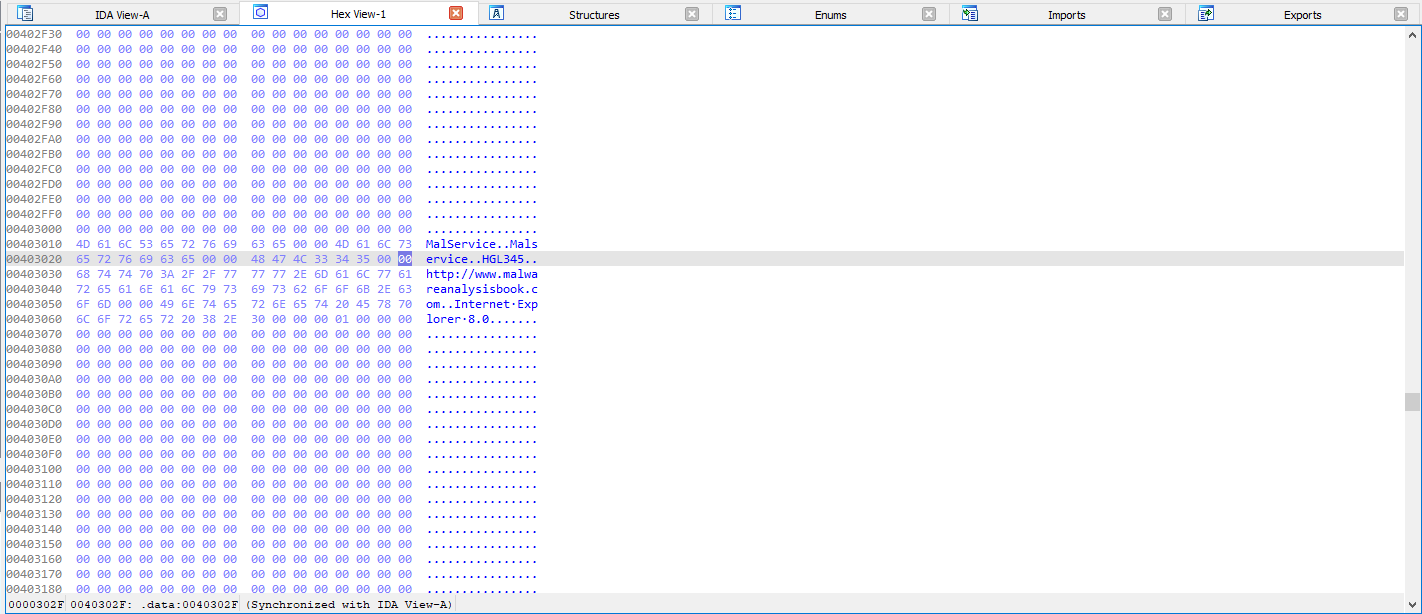 IDA View-A Hex View-1 Structures Enums Imports Exports
00402F30 00 00 00 00 00 00 00 00 00 00 00 00 00 00 00 00 ................
00402F40 00 00 00 00 00 00 00 00 00 00 00 00 00 00 00 00 ................
00402F50 00 00 00 00 00 00 00 00 00 00 00 00 00 00 00 00 ................
00402F60 00 00 00 00 00 00 00 00 00 00 00 00 00 00 00 00 ................
00402F70 00 00 00 00 00 00 00 00 00 00 00 00 00 00 00 00 ................
00402F80 00 00 00 00 00 00 00 00 00 00 00 00 00 00 00 00 ................
00402F90 00 00 00 00 00 00 00 00 00 00 00 00 00 00 00 00 ................
00402FA0 00 00 00 00 00 00 00 00 00 00 00 00 00 00 00 00 ................
00402FB0 00 00 00 00 00 00 00 00 00 00 00 00 00 00 00 00 ................
00402FC0 00 00 00 00 00 00 00 00 00 00 00 00 00 00 00 00 ................
00402FD0 00 00 00 00 00 00 00 00 00 00 00 00 00 00 00 00 ................
00402FE0 00 00 00 00 00 00 00 00 00 00 00 00 00 00 00 00 ................
00402FF0 00 00 00 00 00 00 00 00 00 00 00 00 00 00 00 00 ................
00403000 00 00 00 00 00 00 00 00 00 00 00 00 00 00 00 00 ................
00403010 4D 61 6C 53 65 72 76 69 63 65 00 00 4D 61 6C 73 MalService..Mals
00403020 65 72 76 69 63 65 00 00 48 47 4C 33 34 35 00 00 ervice..HGL345..
00403030 68 74 74 70 3A 2F 2F 77 77 77 2E 6D 61 6C 77 61 http://www.malwa
00403040 72 65 61 6E 61 6C 79 73 69 73 62 6F 6F 6B 2E 63 reanalysisbook.c
00403050 6F 6D 00 00 49 6E 74 65 72 6E 65 74 20 45 78 70 om..Internet·Exp
00403060 6C 6F 72 65 72 20 38 2E 30 00 00 00 01 00 00 00 lorer·8.0.......
00403070 00 00 00 00 00 00 00 00 00 00 00 00 00 00 00 00 ................
00403080 00 00 00 00 00 00 00 00 00 00 00 00 00 00 00 00 ................
00403090 00 00 00 00 00 00 00 00 00 00 00 00 00 00 00 00 ................
004030A0 00 00 00 00 00 00 00 00 00 00 00 00 00 00 00 00 ................
004030B0 00 00 00 00 00 00 00 00 00 00 00 00 00 00 00 00 ................
004030C0 00 00 00 00 00 00 00 00 00 00 00 00 00 00 00 00 ................
004030D0 00 00 00 00 00 00 00 00 00 00 00 00 00 00 00 00 ................
004030E0 00 00 00 00 00 00 00 00 00 00 00 00 00 00 00 00 ................
004030F0 00 00 00 00 00 00 00 00 00 00 00 00 00 00 00 00 ................
00403100 00 00 00 00 00 00 00 00 00 00 00 00 00 00 00 00 ................
00403110 00 00 00 00 00 00 00 00 00 00 00 00 00 00 00 00 ................
00403120 00 00 00 00 00 00 00 00 00 00 00 00 00 00 00 00 ................
00403130 00 00 00 00 00 00 00 00 00 00 00 00 00 00 00 00 ................
00403140 00 00 00 00 00 00 00 00 00 00 00 00 00 00 00 00 ................
00403150 00 00 00 00 00 00 00 00 00 00 00 00 00 00 00 00 ................
00403160 00 00 00 00 00 00 00 00 00 00 00 00 00 00 00 00 ................
00403170 00 00 00 00 00 00 00 00 00 00 00 00 00 00 00 00 ................
00403180 00 00 00 00 00 00 00 00 00 00 00 00 00 00 00 00 ................
0000302F 0040302F: .data:0040302F (Synchronized with IDA View-A)